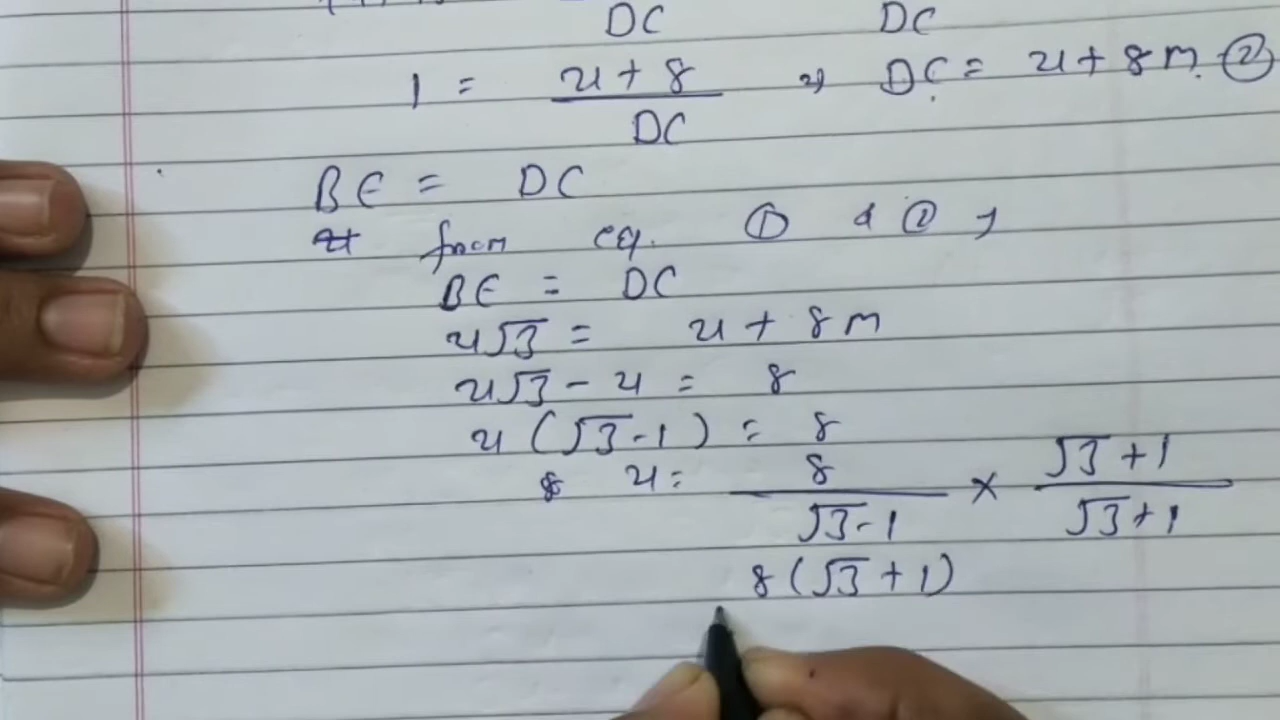 DC DC
1 = x + 8 / DC ⇒ DC = x + 8 m. ②
BE = DC
from eq. ① & ② ,
BE = DC
x√3 = x + 8 m
x√3 - x = 8
x (√3 - 1) = 8
x = 8 / √3 - 1 × √3 + 1 / √3 + 1
8 (√3 + 1)